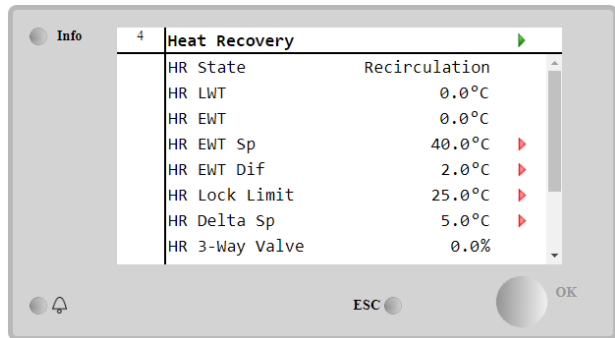 Info
4 Heat Recovery
HR State Recirculation
HR LWT 0.0°C
HR EWT 0.0°C
HR EWT Sp 40.0°C
HR EWT Dif 2.0°C
HR Lock Limit 25.0°C
HR Delta Sp 5.0°C
HR 3-Way Valve 0.0%
ESC
OK